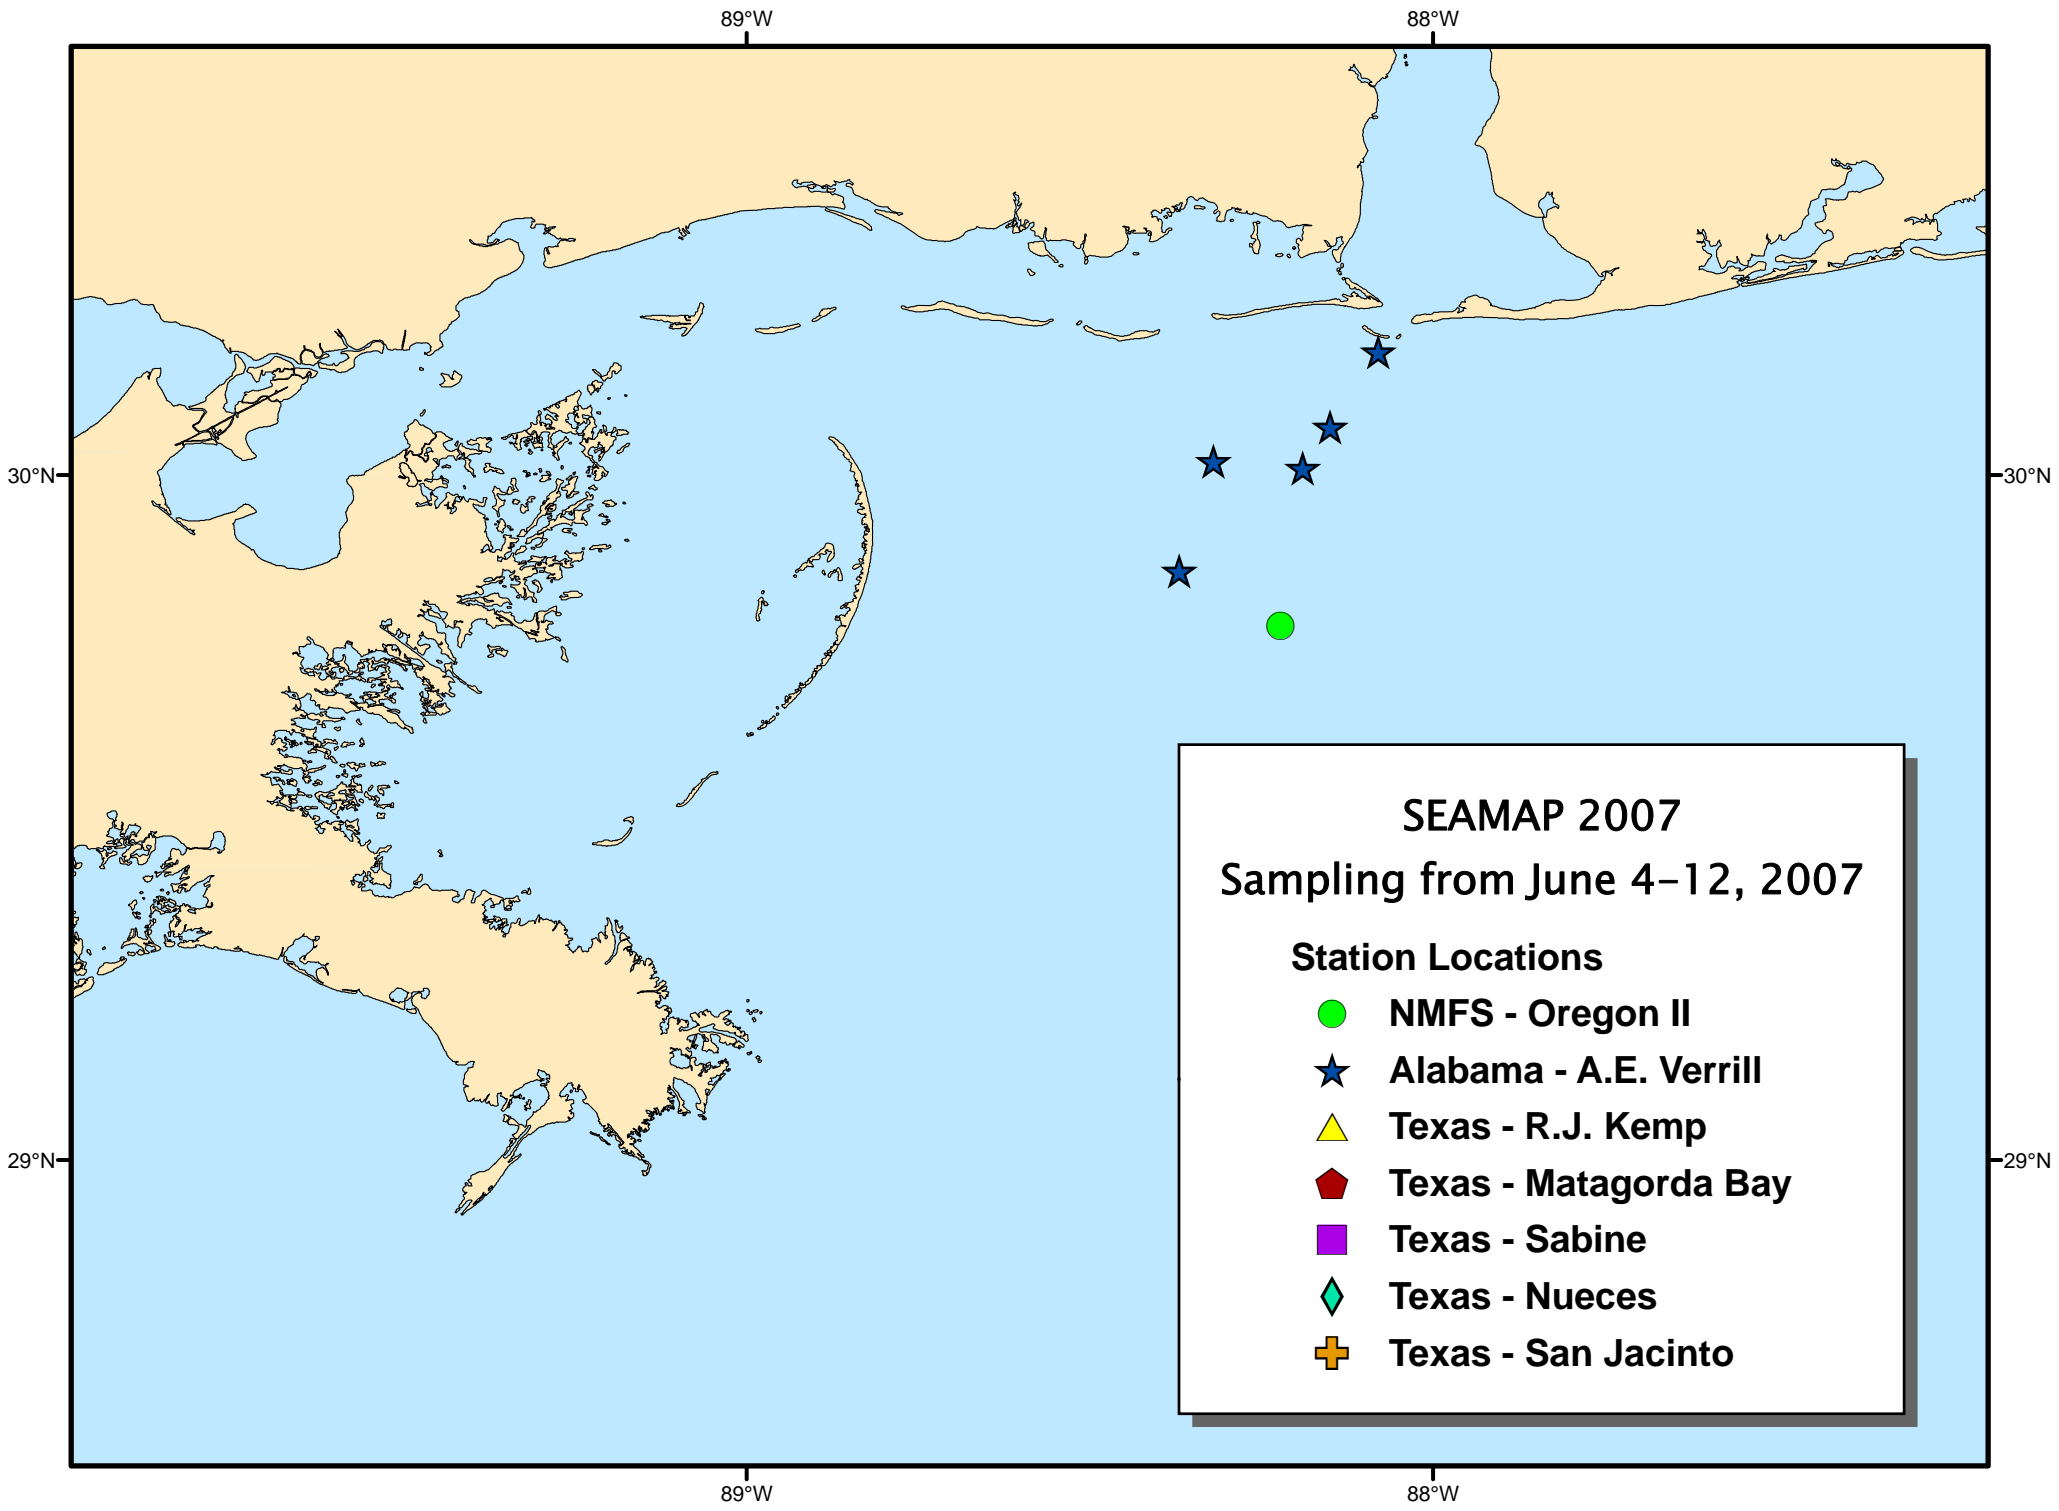 89°W
88°W
30°N
30°N
SEAMAP 2007
Sampling from June 4-12, 2007
Station Locations
NMFS - Oregon II
Alabama - A.E. Verrill
Texas - R.J. Kemp
Texas - Matagorda Bay
Texas - Sabine
Texas - Nueces
Texas - San Jacinto
29°N
29°N
89°W
88°W